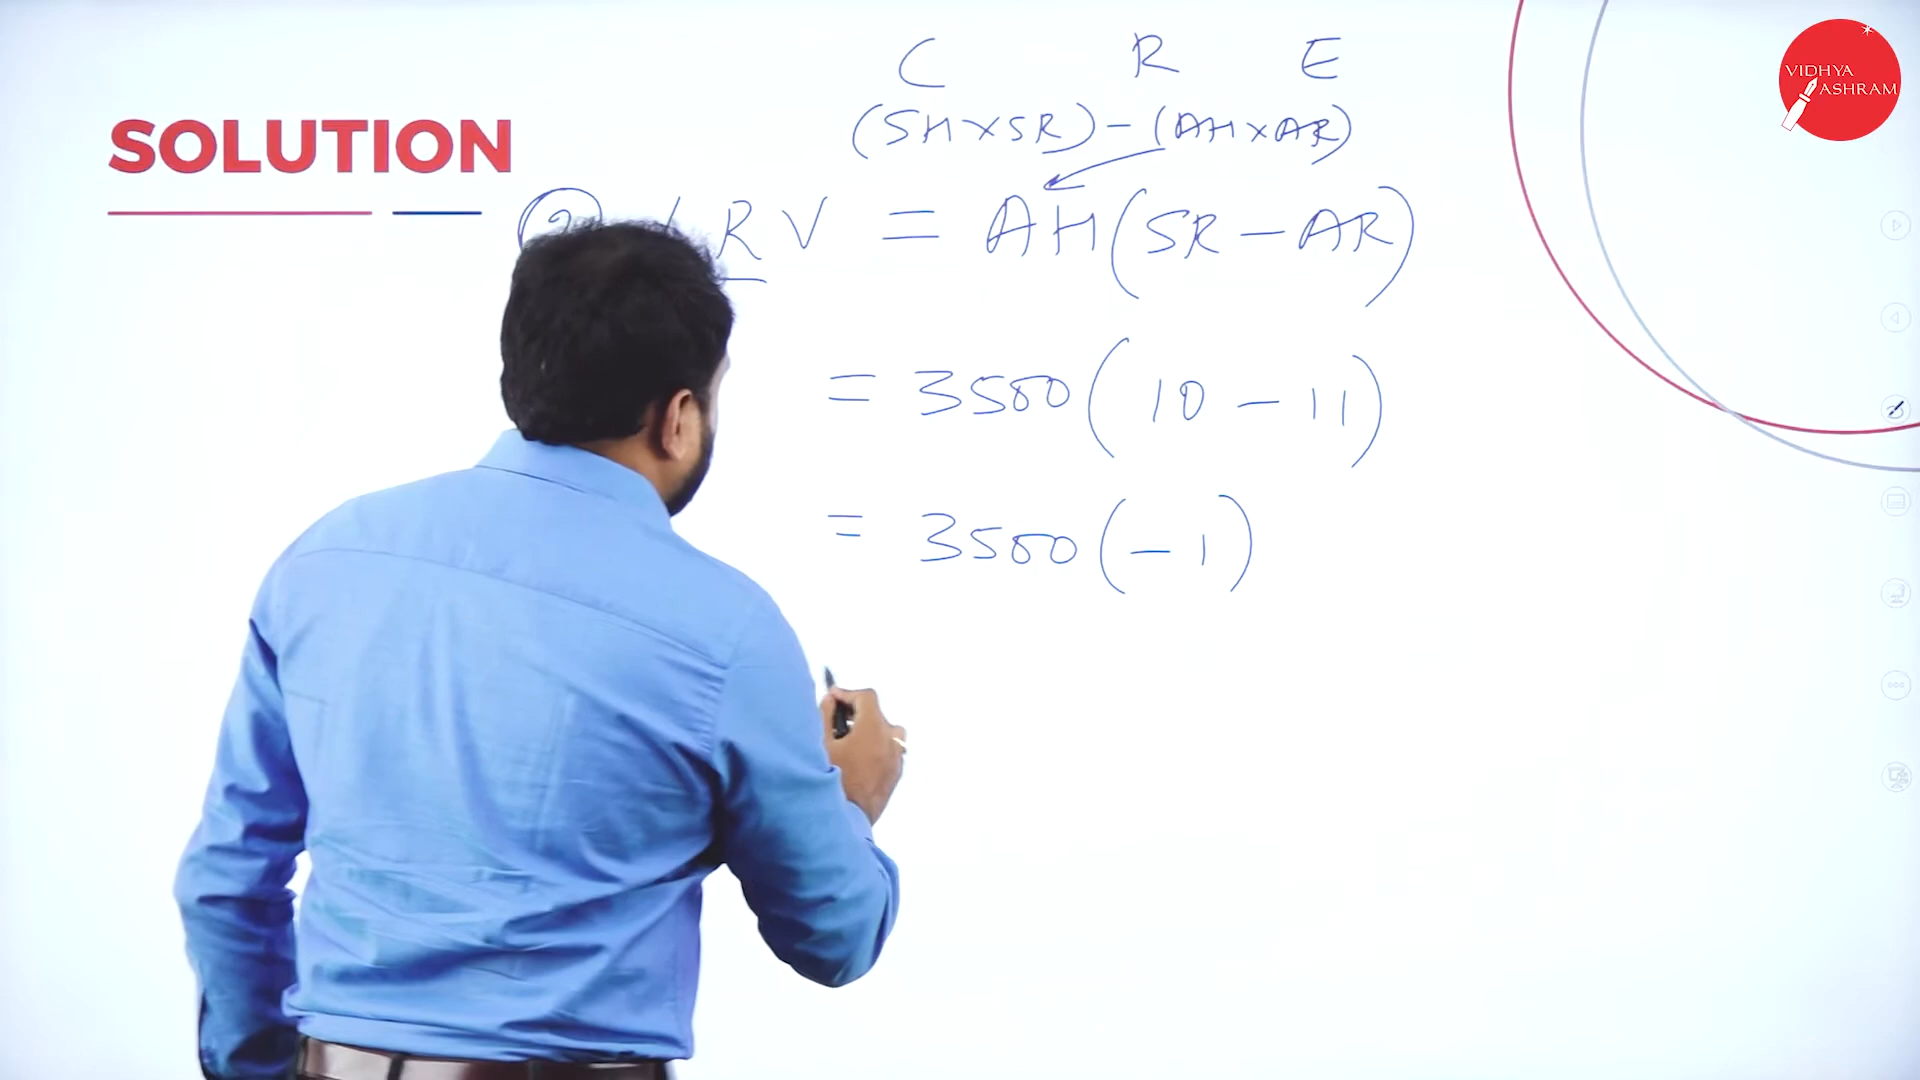 C R E
(SH×SR)-(AH×AR)
SOLUTION
RV = AH(SR-AR)
= 3500(10-11)
= 3500(-1)
VIDHYA
ASHRAM